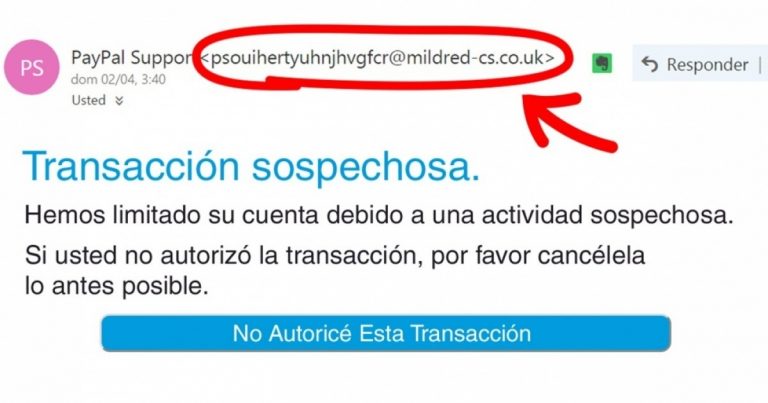 PS
PayPal Support <psouihertyuhnjhvgfcr@mildred-cs.co.uk>
dom 02/04, 3:40
Usted
Responder
Transacción sospechosa.
Hemos limitado su cuenta debido a una actividad sospechosa.
Si usted no autorizó la transacción, por favor cancélela
lo antes posible.
No Autoricé Esta Transacción